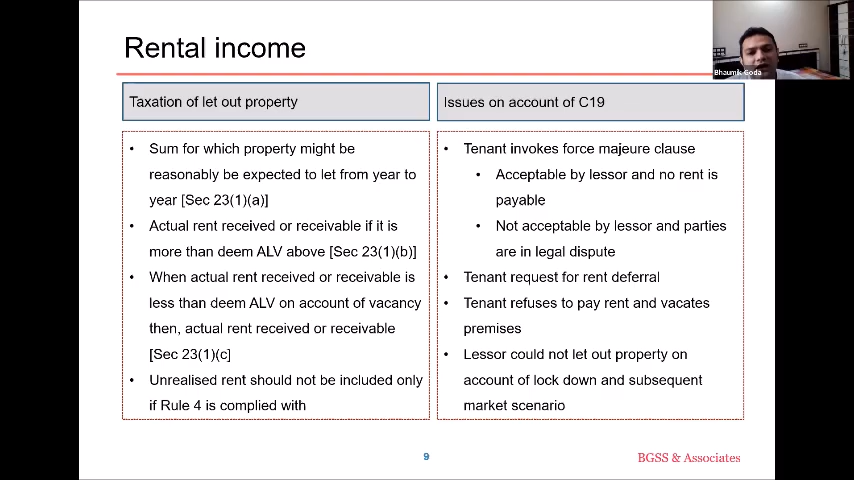 Rental income
Bhaumik Goda
Taxation of let out property
• Sum for which property might be
reasonably be expected to let from year to
year [Sec 23(1)(a)]
• Actual rent received or receivable if it is
more than deem ALV above [Sec 23(1)(b)]
• When actual rent received or receivable is
less than deem ALV on account of vacancy
then, actual rent received or receivable
[Sec 23(1)(c]
• Unrealised rent should not be included only
if Rule 4 is complied with
Issues on account of C19
• Tenant invokes force majeure clause
• Acceptable by lessor and no rent is
payable
• Not acceptable by lessor and parties
are in legal dispute
• Tenant request for rent deferral
• Tenant refuses to pay rent and vacates
premises
• Lessor could not let out property on
account of lock down and subsequent
market scenario
9
BGSS & Associates